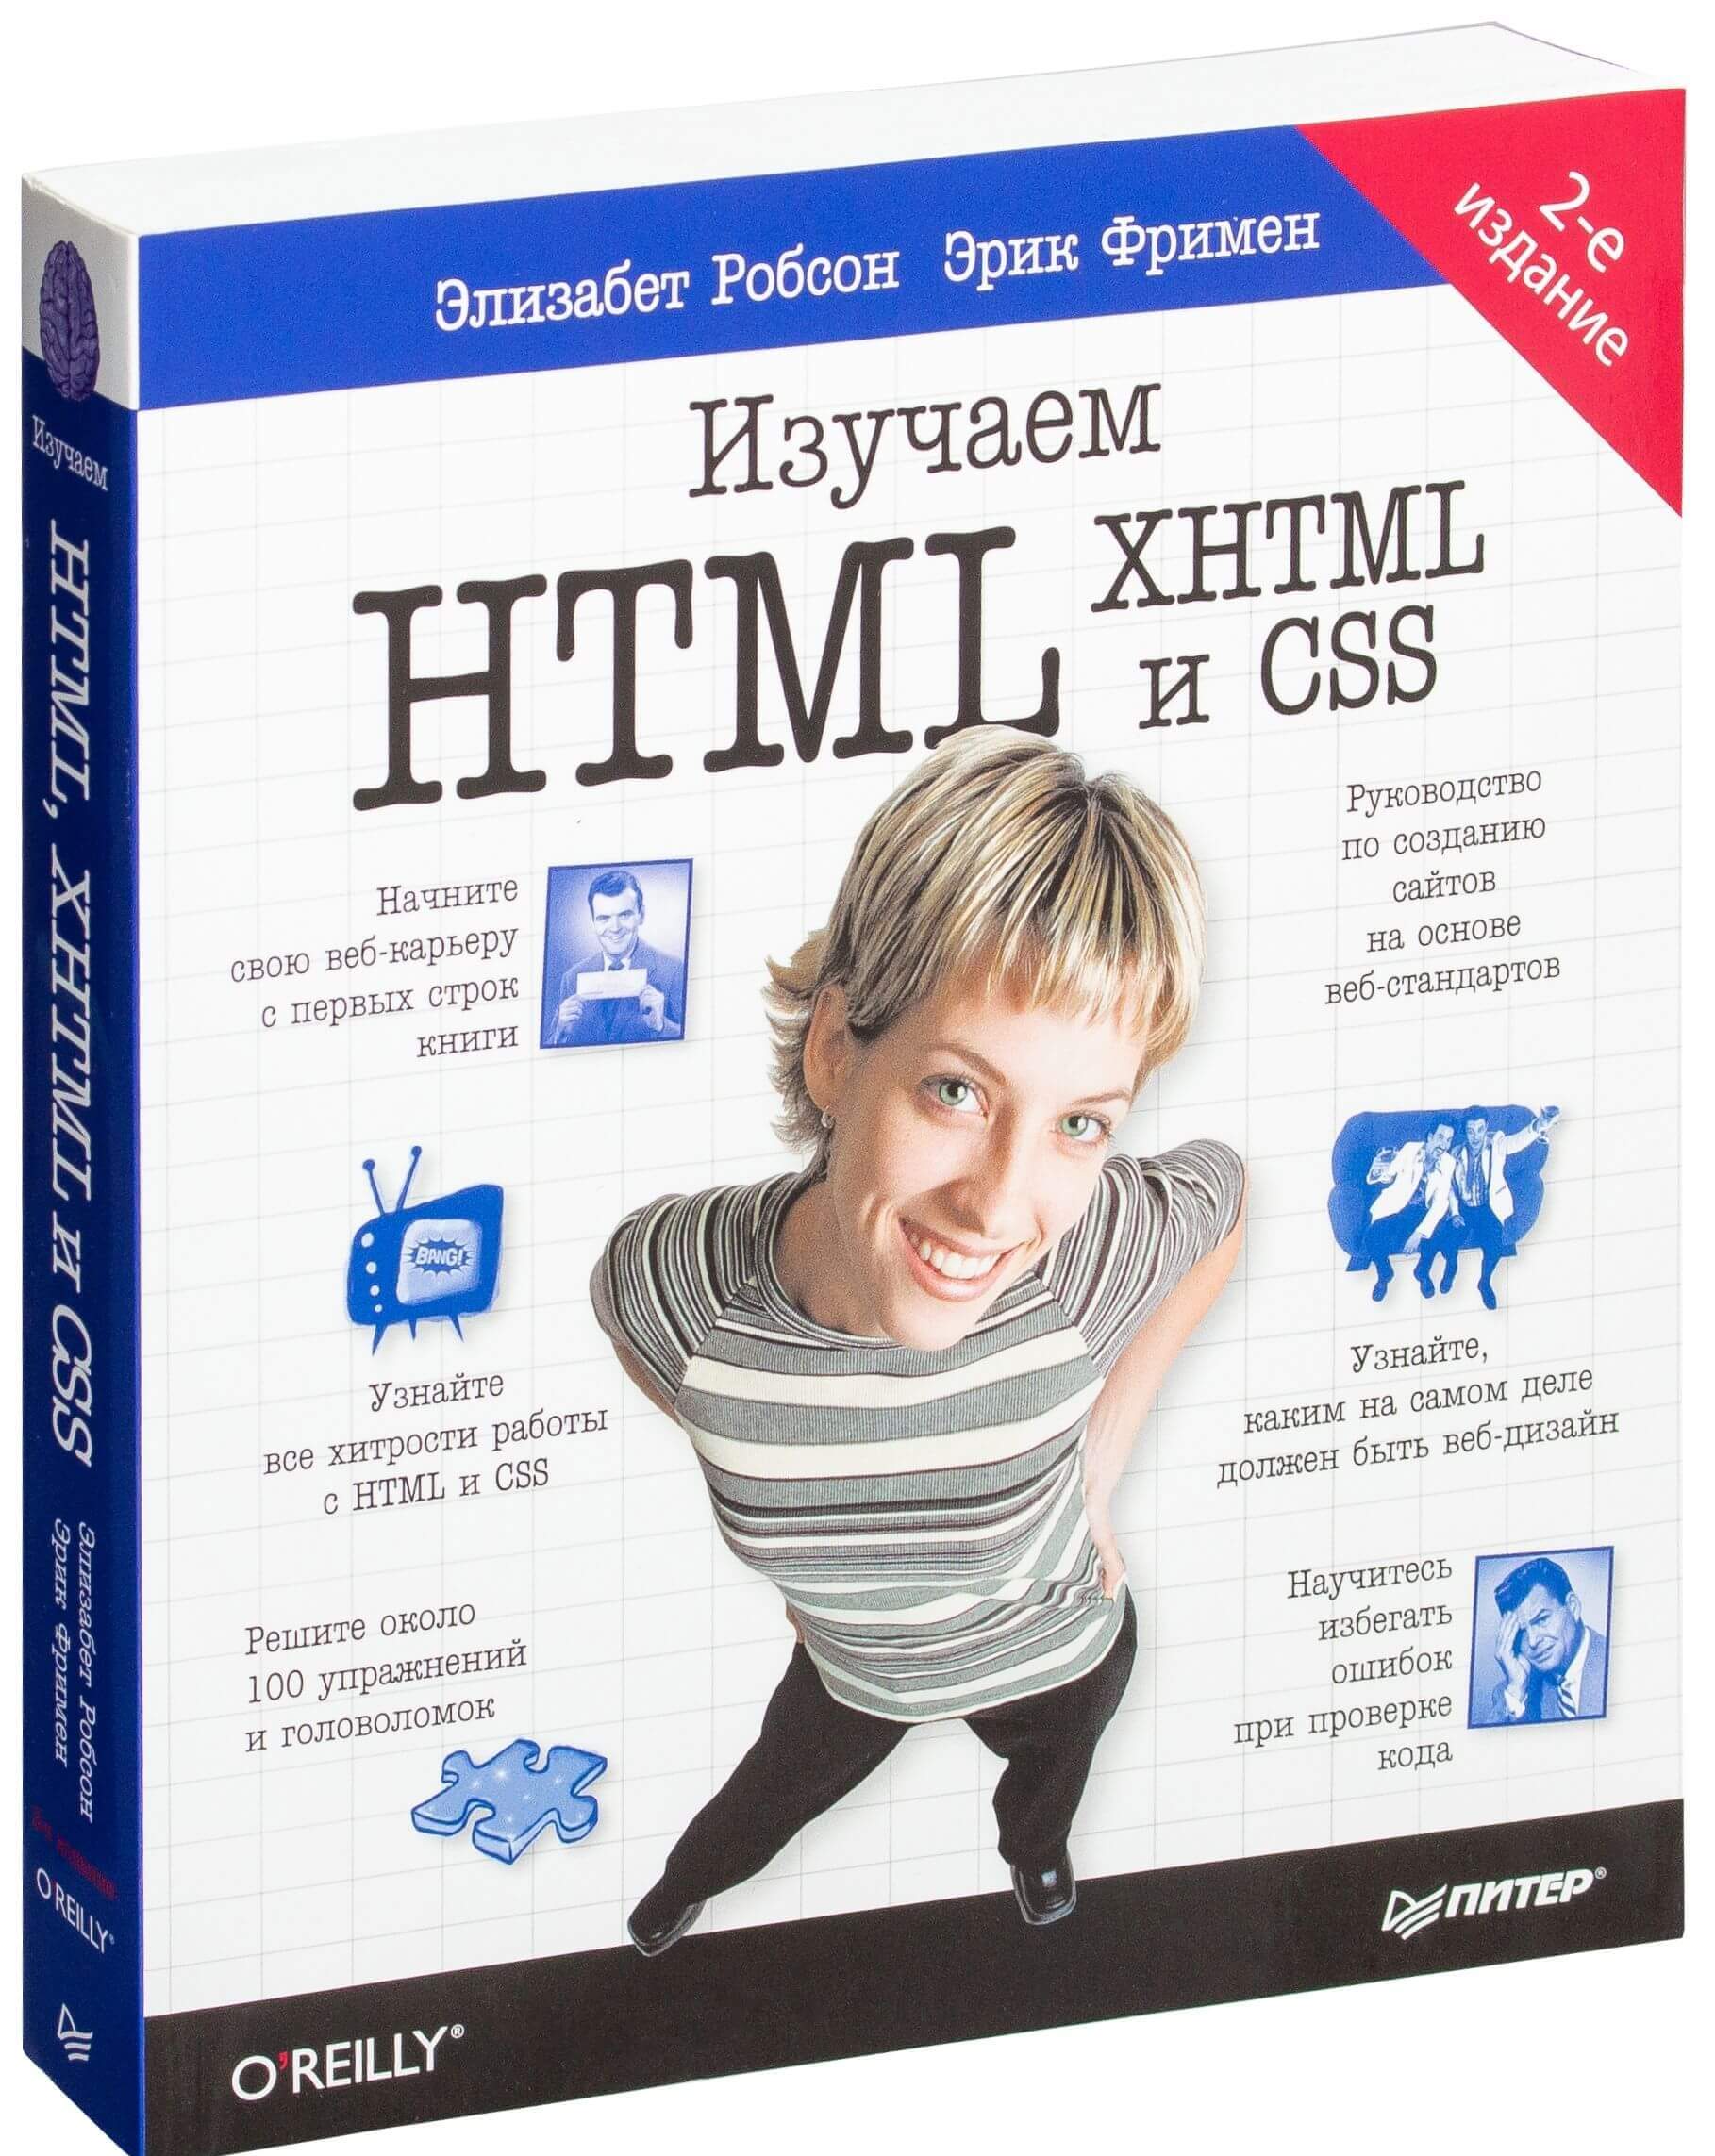 Элизабет Робсон Эрик Фримен
2-е
издание
Изучаем
HTML
XHTML
и CSS
Начните
свою веб-карьеру
с первых строк
книги
Руководство
по созданию
сайтов
на основе
веб-стандартов
BANG!
Узнайте
все хитрости работы
с HTML и CSS
Узнайте,
каким на самом деле
должен быть веб-дизайн
Решите около
100 упражнений
и головоломок
Научитесь
избегать
ошибок
при проверке
кода
O'REILLY®
ПИТЕР®
Изучаем
HTML, XHTML и CSS
Элизабет Робсон
Эрик Фримен
O'REILLY®